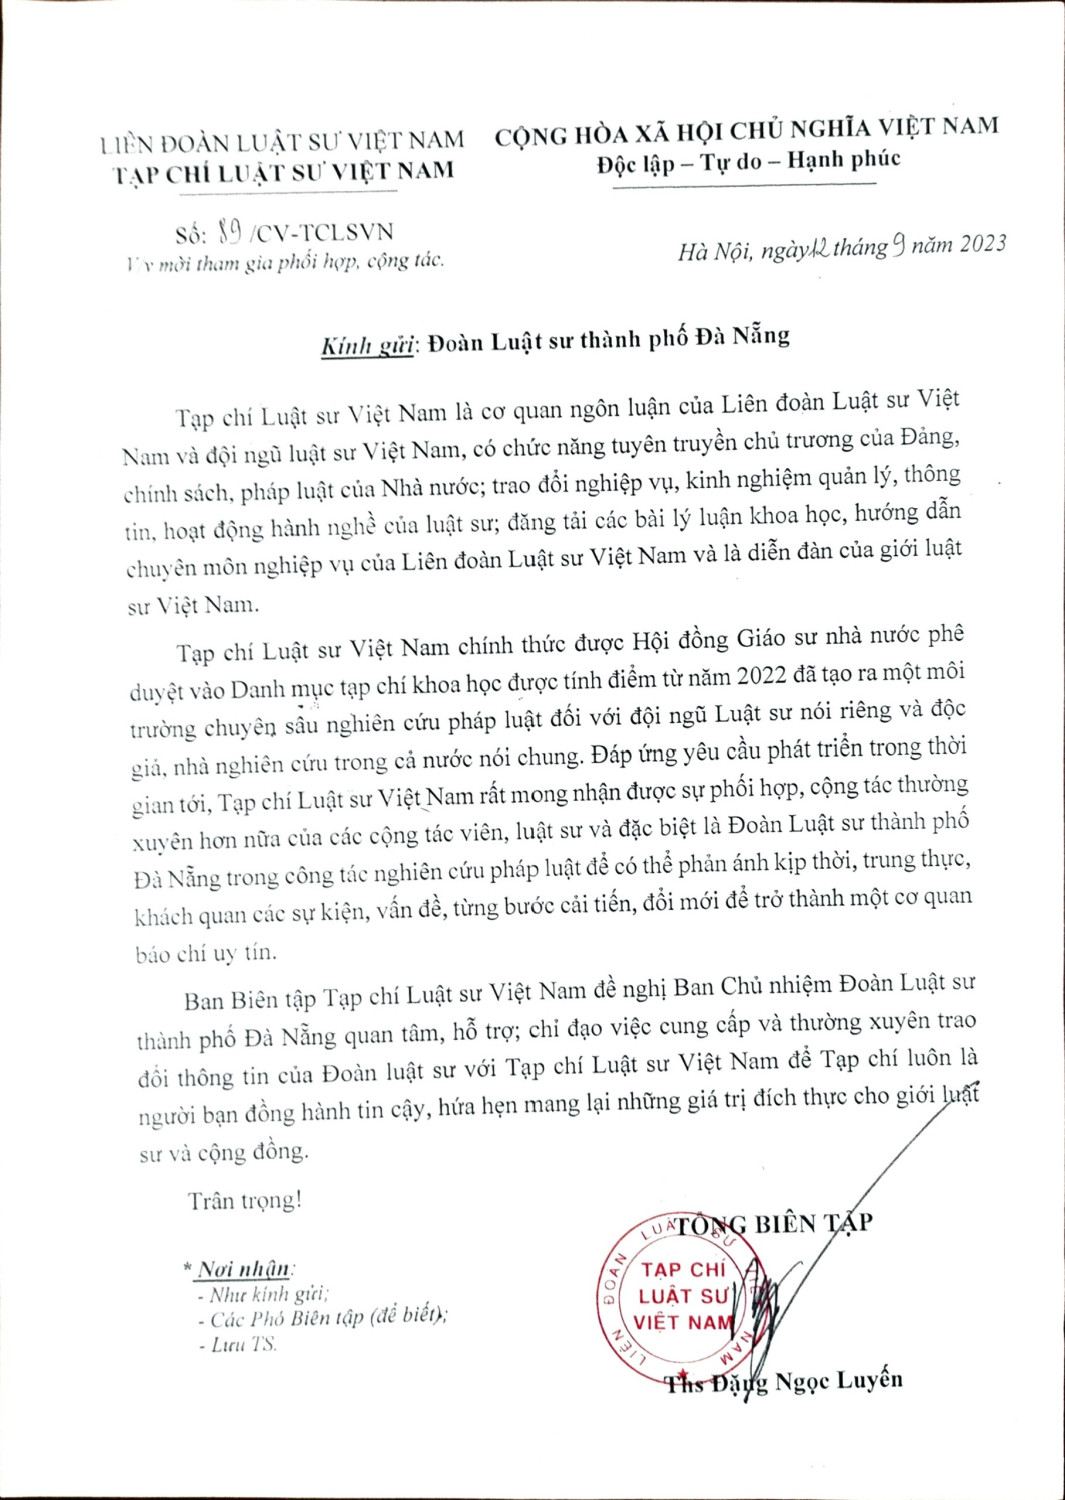 LIÊN ĐOÀN LUẬT SƯ VIỆT NAM
TẠP CHÍ LUẬT SƯ VIỆT NAM
CỘNG HÒA XÃ HỘI CHỦ NGHĨA VIỆT NAM
Độc lập – Tự do – Hạnh phúc
Số: 89 /CV-TCLSVN
V/v mời tham gia phối hợp, cộng tác.
Hà Nội, ngày 12 tháng 9 năm 2023
Kính gửi: Đoàn Luật sư thành phố Đà Nẵng
Tạp chí Luật sư Việt Nam là cơ quan ngôn luận của Liên đoàn Luật sư Việt
Nam và đội ngũ luật sư Việt Nam, có chức năng tuyên truyền chủ trương của Đảng,
chính sách, pháp luật của Nhà nước; trao đổi nghiệp vụ, kinh nghiệm quản lý, thông
tin, hoạt động hành nghề của luật sư; đăng tải các bài lý luận khoa học, hướng dẫn
chuyên môn nghiệp vụ của Liên đoàn Luật sư Việt Nam và là diễn đàn của giới luật
sư Việt Nam.
Tạp chí Luật sư Việt Nam chính thức được Hội đồng Giáo sư nhà nước phê
duyệt vào Danh mục tạp chí khoa học được tính điểm từ năm 2022 đã tạo ra một môi
trường chuyên sâu nghiên cứu pháp luật đối với đội ngũ Luật sư nói riêng và độc
giả, nhà nghiên cứu trong cả nước nói chung. Đáp ứng yêu cầu phát triển trong thời
gian tới, Tạp chí Luật sư Việt Nam rất mong nhận được sự phối hợp, cộng tác thường
xuyên hơn nữa của các cộng tác viên, luật sư và đặc biệt là Đoàn Luật sư thành phố
Đà Nẵng trong công tác nghiên cứu pháp luật để có thể phản ánh kịp thời, trung thực,
khách quan các sự kiện, vấn đề, từng bước cải tiến, đổi mới để trở thành một cơ quan
báo chí uy tín.
Ban Biên tập Tạp chí Luật sư Việt Nam đề nghị Ban Chủ nhiệm Đoàn Luật sư
thành phố Đà Nẵng quan tâm, hỗ trợ; chỉ đạo việc cung cấp và thường xuyên trao
đổi thông tin của Đoàn luật sư với Tạp chí Luật sư Việt Nam để Tạp chí luôn là
người bạn đồng hành tin cậy, hứa hẹn mang lại những giá trị đích thực cho giới luật
sư và cộng đồng.
Trân trọng!
TỔNG BIÊN TẬP
* Nơi nhận:
- Như kính gửi;
- Các Phó Biên tập (để biết);
- Lưu TS.
LIÊN ĐOÀN LUẬT SƯ VIỆT NAM
TẠP CHÍ
LUẬT SƯ
VIỆT NAM
Ths Đặng Ngọc Luyến